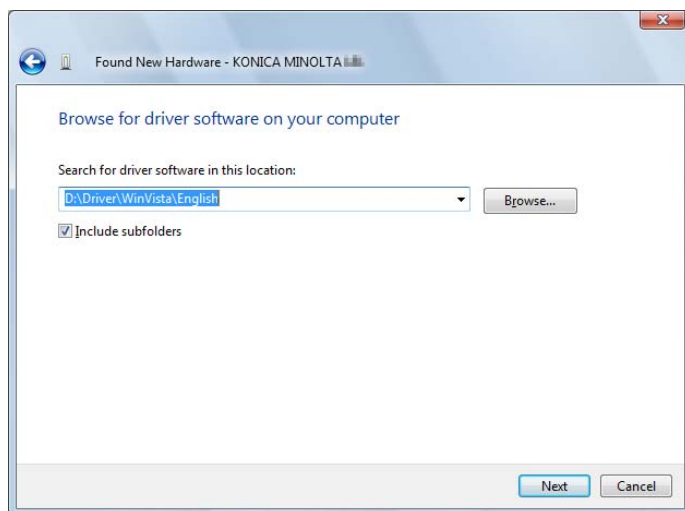 Found New Hardware - KONICA MINOLTA
Browse for driver software on your computer
Search for driver software in this location:
D:\Driver\WinVista\English
Browse...
Include subfolders
Next
Cancel